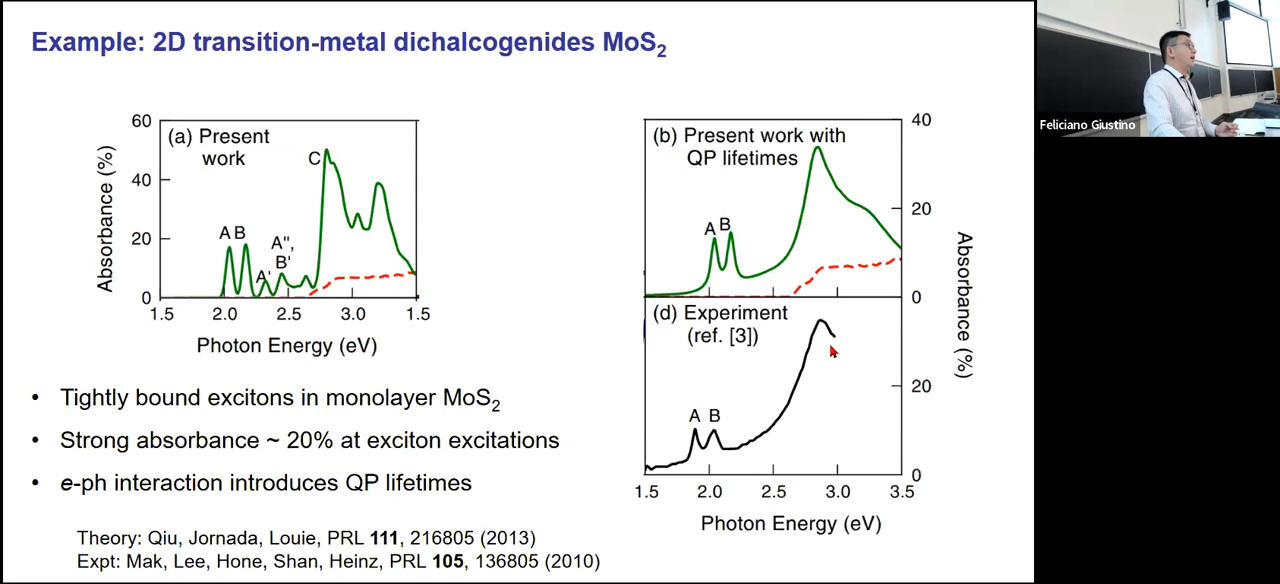 Example: 2D transition-metal dichalcogenides MoS₂
Feliciano Giustino
(a) Present
work
Absorbance (%)
60
40
20
0
A B
A'
A",
B'
C
1.5 2.0 2.5 3.0 1.5
Photon Energy (eV)
(b) Present work with
QP lifetimes
A B
40
20
0
(d) Experiment
(ref. [3])
A B
20
0
Absorbance (%)
1.5 2.0 2.5 3.0 3.5
Photon Energy (eV)
• Tightly bound excitons in monolayer MoS₂
• Strong absorbance ~ 20% at exciton excitations
• e-ph interaction introduces QP lifetimes
Theory: Qiu, Jornada, Louie, PRL 111, 216805 (2013)
Expt: Mak, Lee, Hone, Shan, Heinz, PRL 105, 136805 (2010)